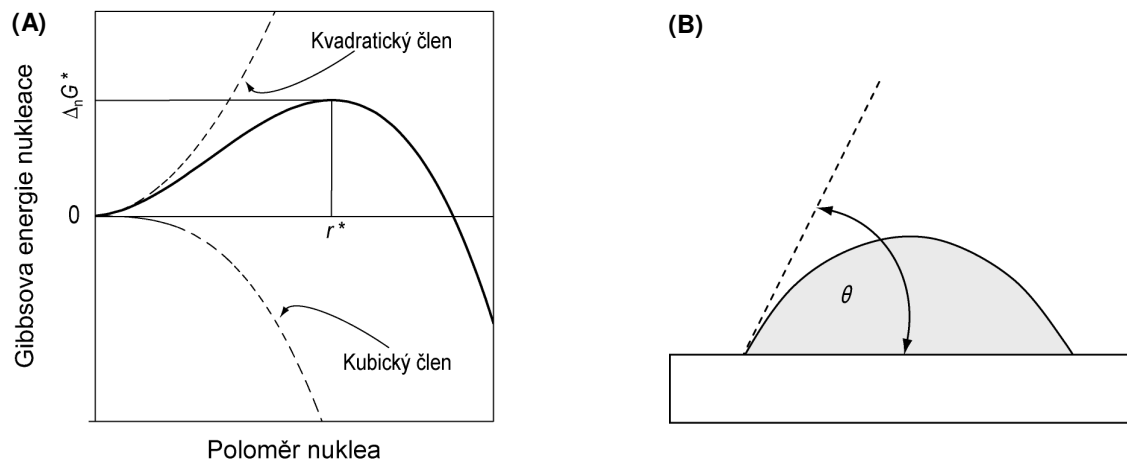 (A)
Kvadratický člen
Gibbsova energie nukleace
ΔnG*
0
r*
Kubický člen
Poloměr nuklea
(B)
θ